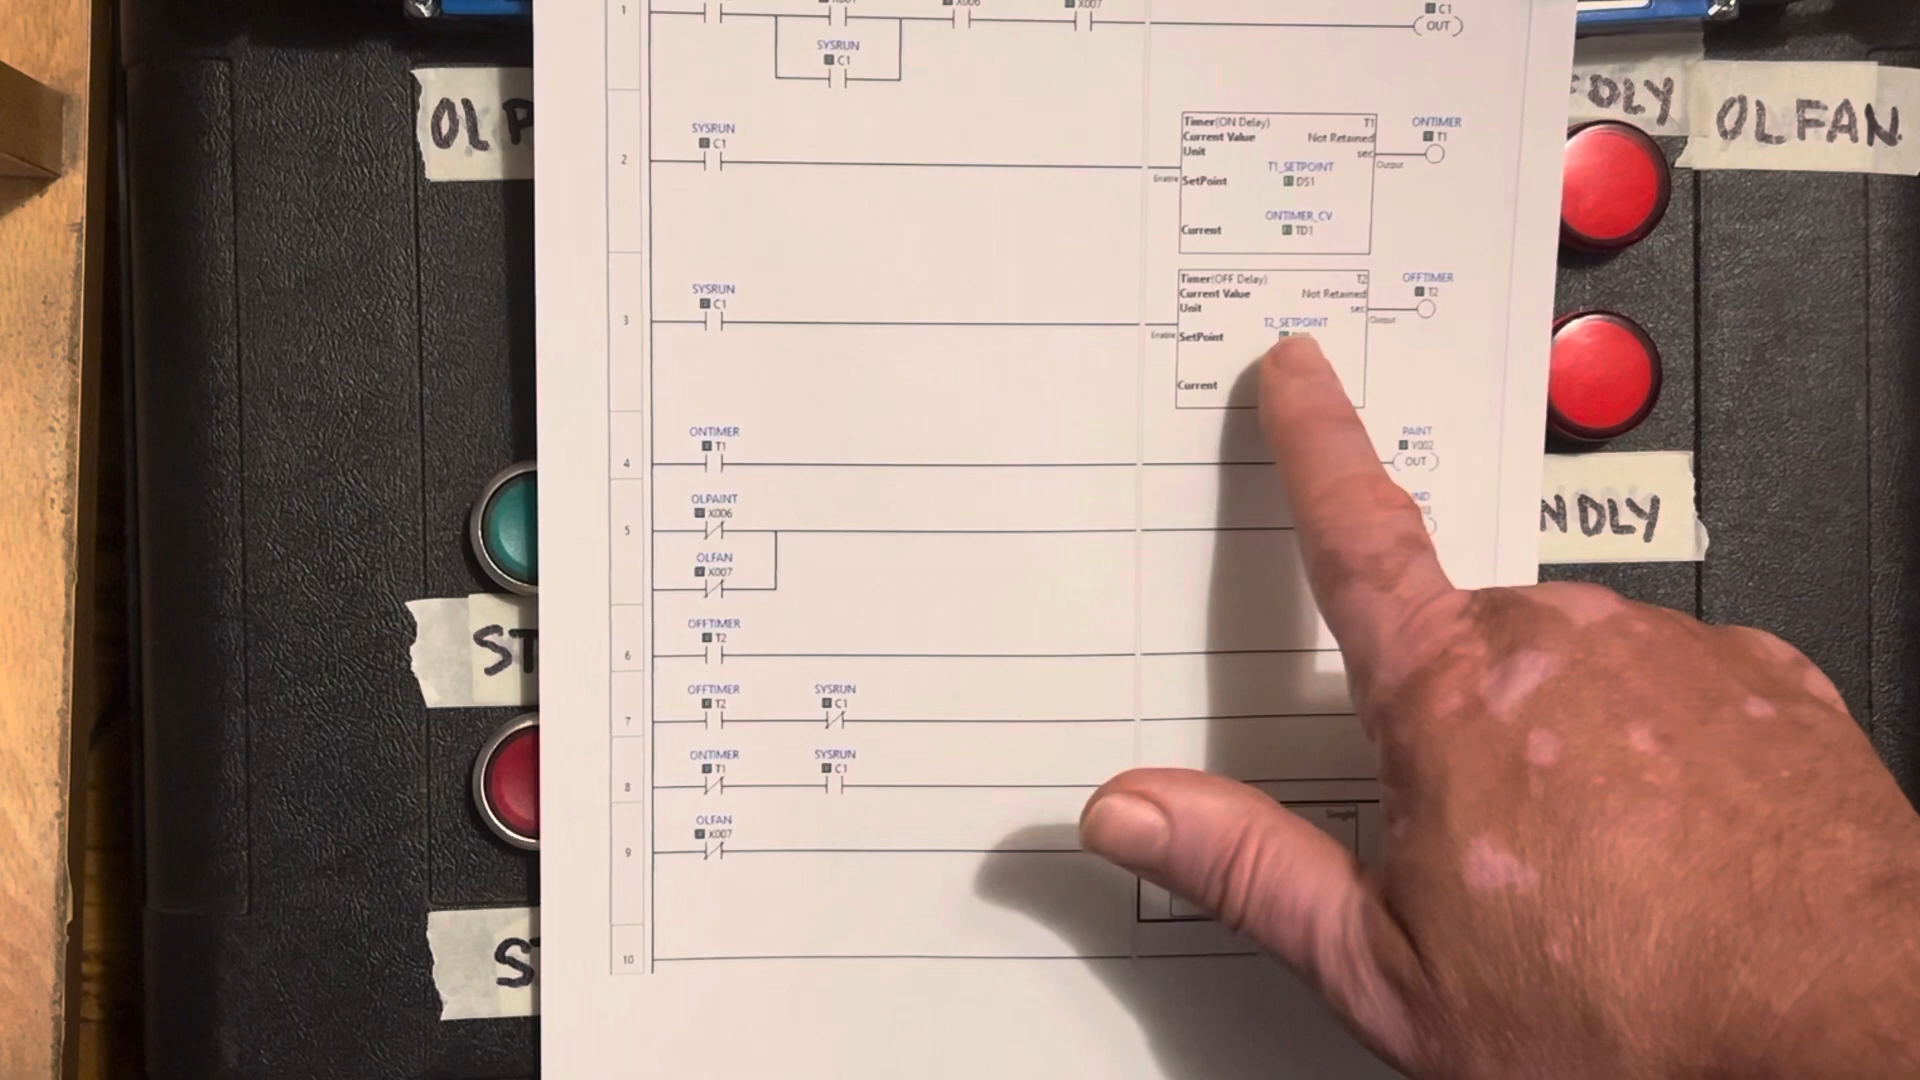 1
X006
X007
C1
OUT
SYSRUN
C1
OL
DLY
OLFAN
2
SYSRUN
C1
Timer(ON Delay) T1
Current Value Not Retained
Unit sec
Enable
SetPoint
T1_SETPOINT
DS1
ONTIMER_CV
Current TD1
Output
ONTIMER
T1
3
SYSRUN
C1
Timer(OFF Delay) T2
Current Value Not Retained
Unit sec
Enable
SetPoint
T2_SETPOINT
Current
Output
OFFTIMER
T2
4
ONTIMER
T1
PAINT
Y002
OUT
5
OLPAINT
X006
OLFAN
X007
NDLY
6
OFFTIMER
T2
ST
7
OFFTIMER
T2
SYSRUN
C1
8
ONTIMER
T1
SYSRUN
C1
Single
9
OLFAN
X007
10